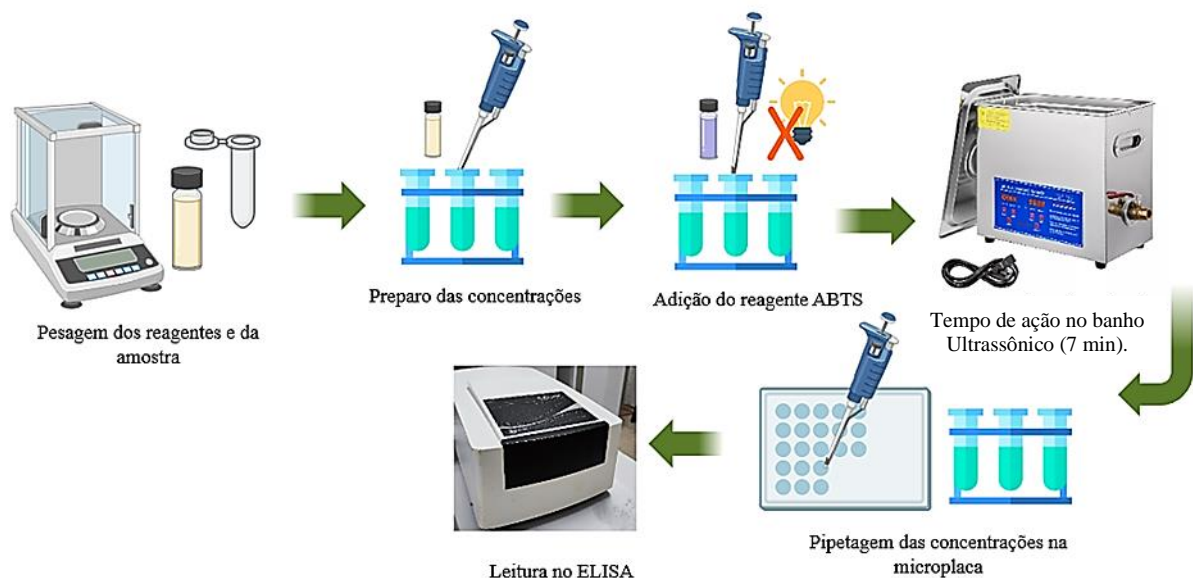 Pesagem dos reagentes e da
amostra
Preparo das concentrações
Adição do reagente ABTS
Tempo de ação no banho
Ultrassônico (7 min).
Pipetagem das concentrações na
microplaca
Leitura no ELISA